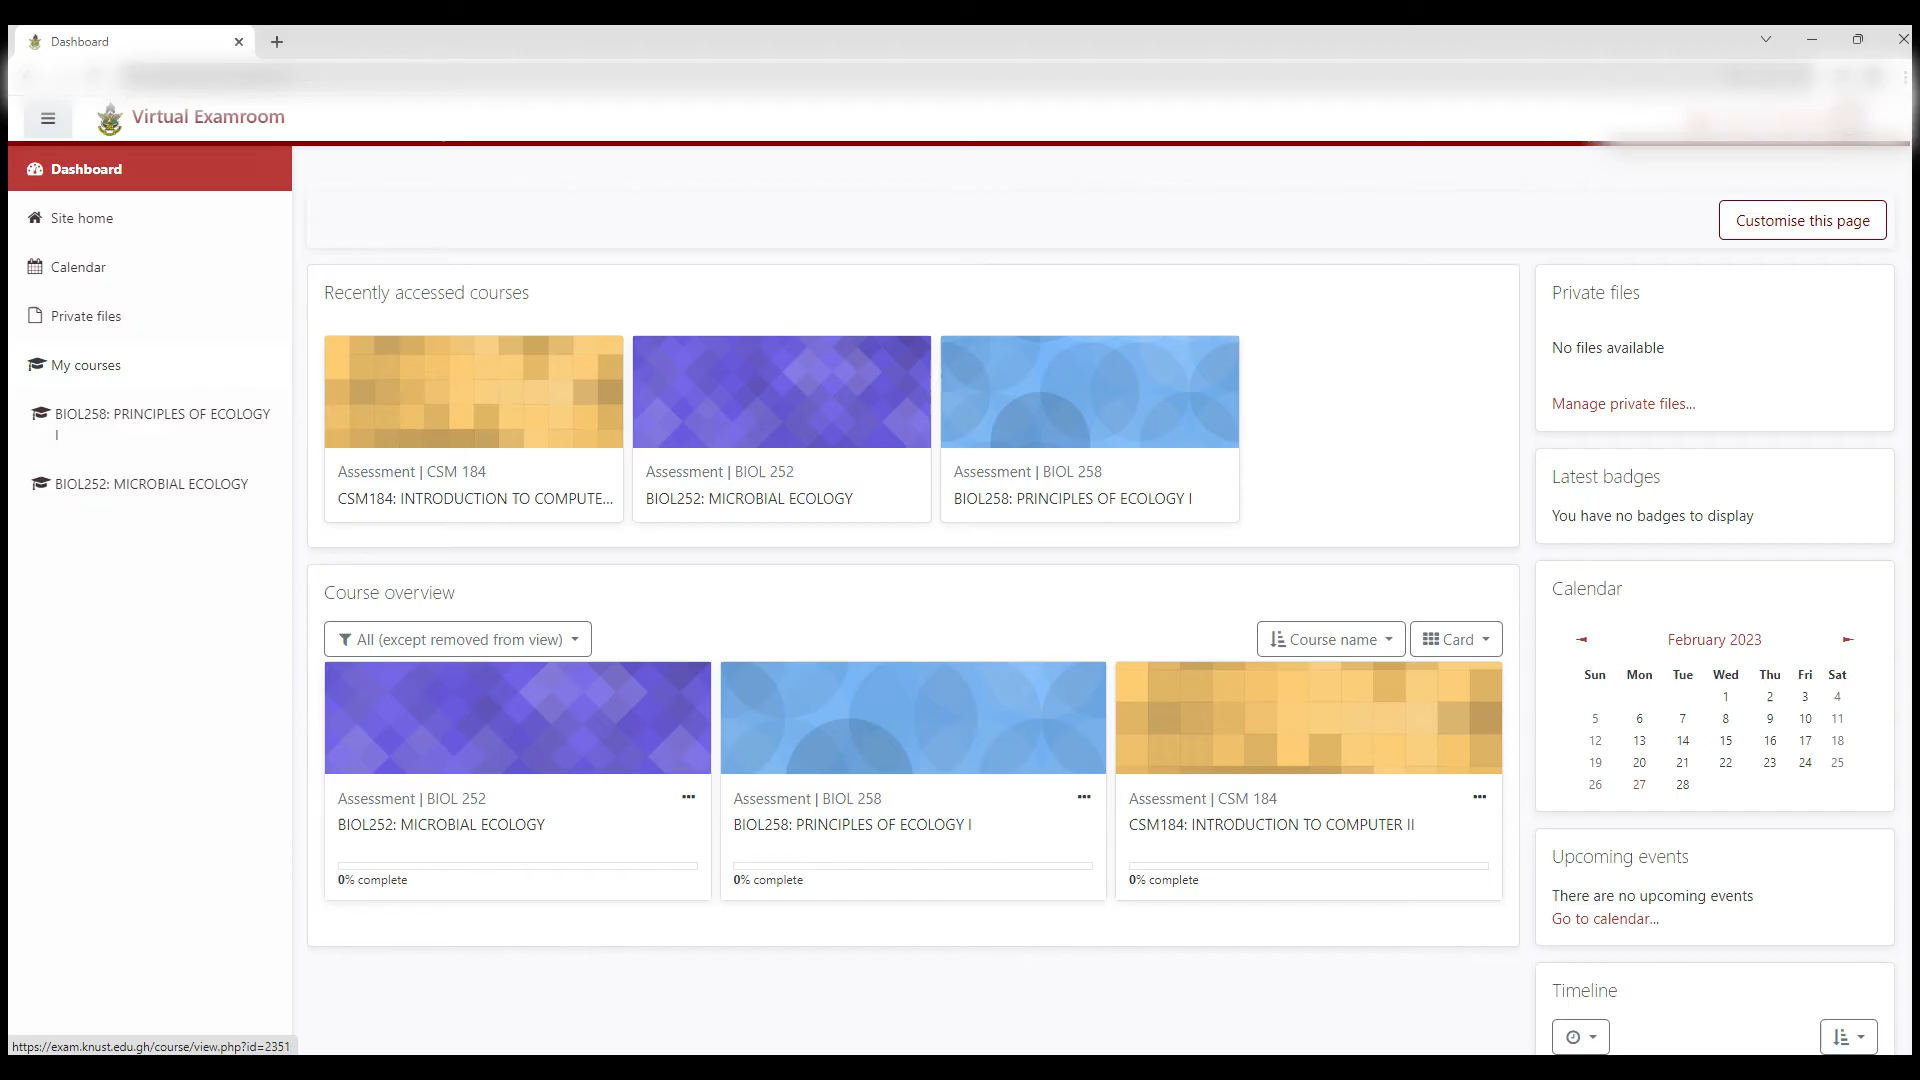 Dashboard
Virtual Examroom
Dashboard
Site home
Calendar
Private files
My courses
BIOL258: PRINCIPLES OF ECOLOGY
I
BIOL252: MICROBIAL ECOLOGY
Customise this page
Recently accessed courses
Assessment | CSM 184
CSM184: INTRODUCTION TO COMPUTE...
Assessment | BIOL 252
BIOL252: MICROBIAL ECOLOGY
Assessment | BIOL 258
BIOL258: PRINCIPLES OF ECOLOGY I
Course overview
All (except removed from view)
Course name
Card
Assessment | BIOL 252
BIOL252: MICROBIAL ECOLOGY
0% complete
Assessment | BIOL 258
BIOL258: PRINCIPLES OF ECOLOGY I
0% complete
Assessment | CSM 184
CSM184: INTRODUCTION TO COMPUTER II
0% complete
Private files
No files available
Manage private files...
Latest badges
You have no badges to display
Calendar
February 2023
Sun Mon Tue Wed Thu Fri Sat
1 2 3 4
5 6 7 8 9 10 11
12 13 14 15 16 17 18
19 20 21 22 23 24 25
26 27 28
Upcoming events
There are no upcoming events
Go to calendar...
Timeline
https://exam.knust.edu.gh/course/view.php?id=2351